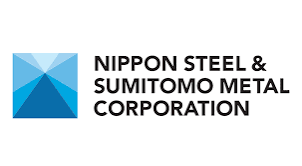 NIPPON STEEL &
SUMITOMO METAL
CORPORATION